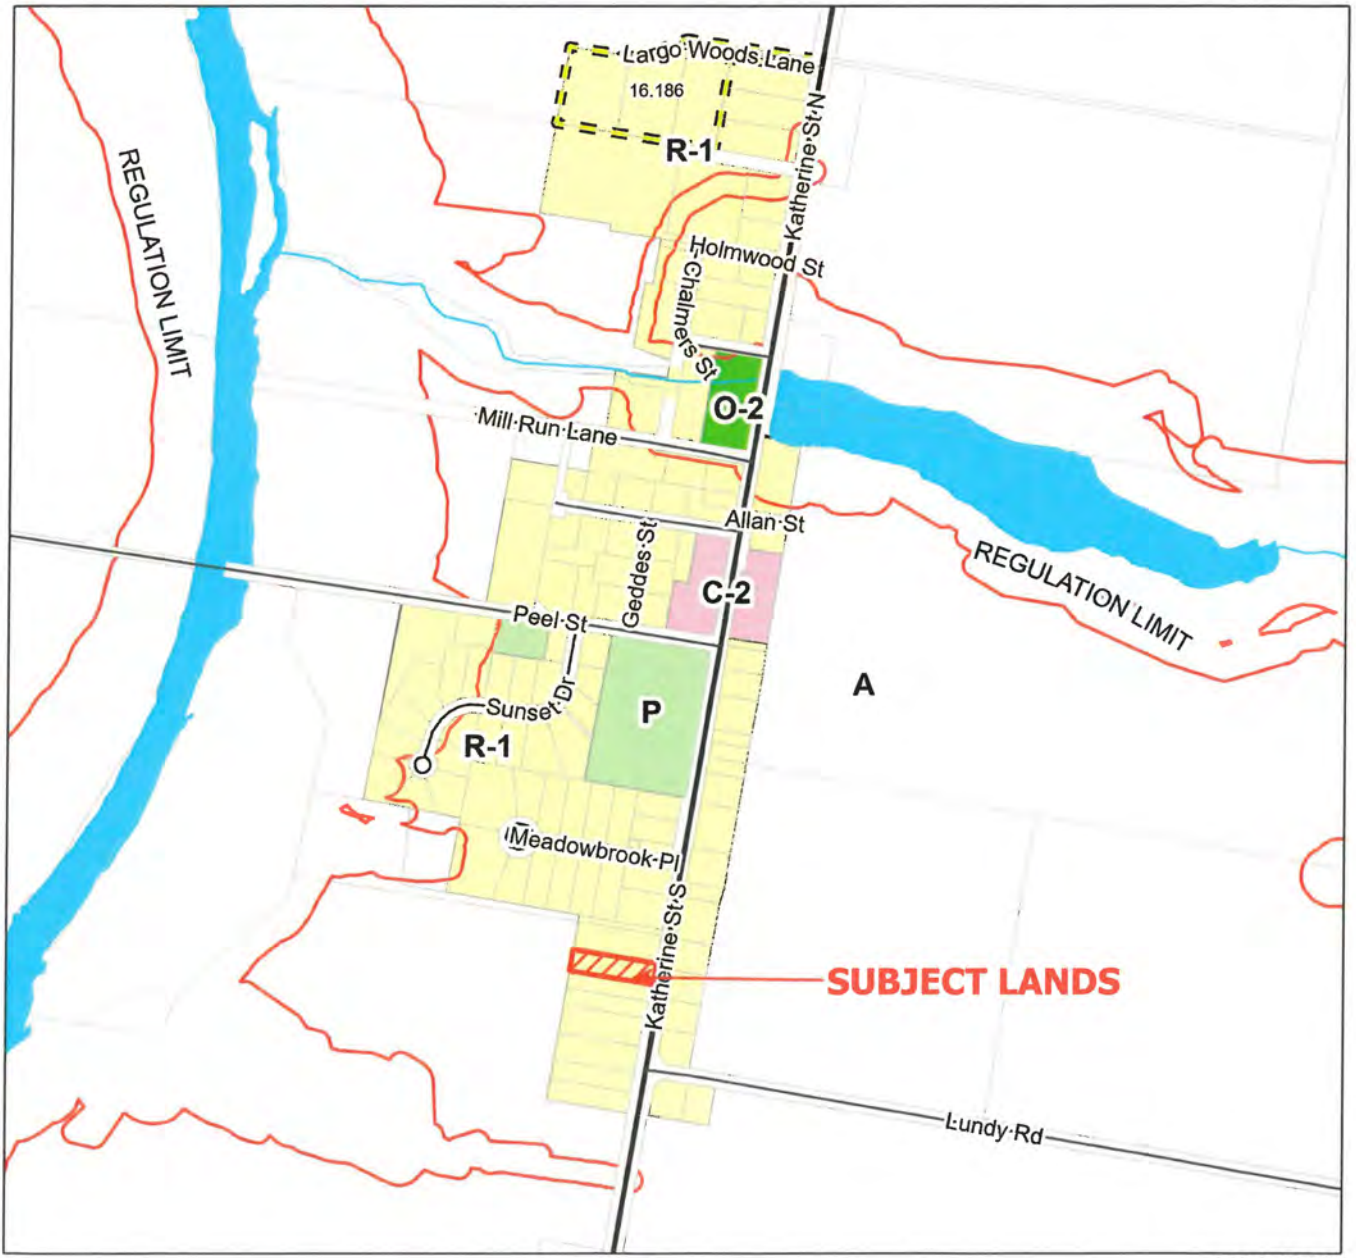 Largo Woods Lane
16.186
R-1
Katherine St N
REGULATION LIMIT
Holmwood St
Chalmers St
O-2
Mill Run Lane
Allan St
Geddes St
REGULATION LIMIT
C-2
Peel St
A
Sunset Dr
P
R-1
Meadowbrook Pl
Katherine St S
SUBJECT LANDS
Lundy Rd